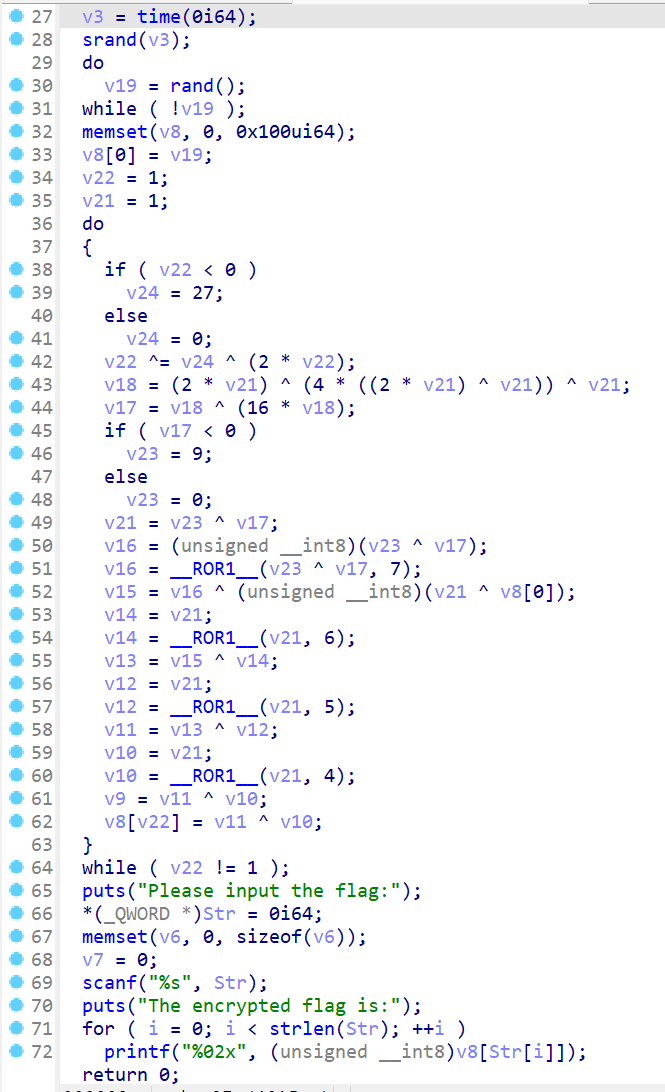 27 v3 = time(0i64);
28 srand(v3);
29 do
30 v19 = rand();
31 while ( !v19 );
32 memset(v8, 0, 0x100ui64);
33 v8[0] = v19;
34 v22 = 1;
35 v21 = 1;
36 do
37 {
38 if ( v22 < 0 )
39 v24 = 27;
40 else
41 v24 = 0;
42 v22 ^= v24 ^ (2 * v22);
43 v18 = (2 * v21) ^ (4 * ((2 * v21) ^ v21)) ^ v21;
44 v17 = v18 ^ (16 * v18);
45 if ( v17 < 0 )
46 v23 = 9;
47 else
48 v23 = 0;
49 v21 = v23 ^ v17;
50 v16 = (unsigned __int8)(v23 ^ v17);
51 v16 = __ROR1__(v23 ^ v17, 7);
52 v15 = v16 ^ (unsigned __int8)(v21 ^ v8[0]);
53 v14 = v21;
54 v14 = __ROR1__(v21, 6);
55 v13 = v15 ^ v14;
56 v12 = v21;
57 v12 = __ROR1__(v21, 5);
58 v11 = v13 ^ v12;
59 v10 = v21;
60 v10 = __ROR1__(v21, 4);
61 v9 = v11 ^ v10;
62 v8[v22] = v11 ^ v10;
63 }
64 while ( v22 != 1 );
65 puts("Please input the flag:");
66 *(_QWORD *)Str = 0i64;
67 memset(v6, 0, sizeof(v6));
68 v7 = 0;
69 scanf("%s", Str);
70 puts("The encrypted flag is:");
71 for ( i = 0; i < strlen(Str); ++i )
72 printf("%02x", (unsigned __int8)v8[Str[i]]);
return 0;